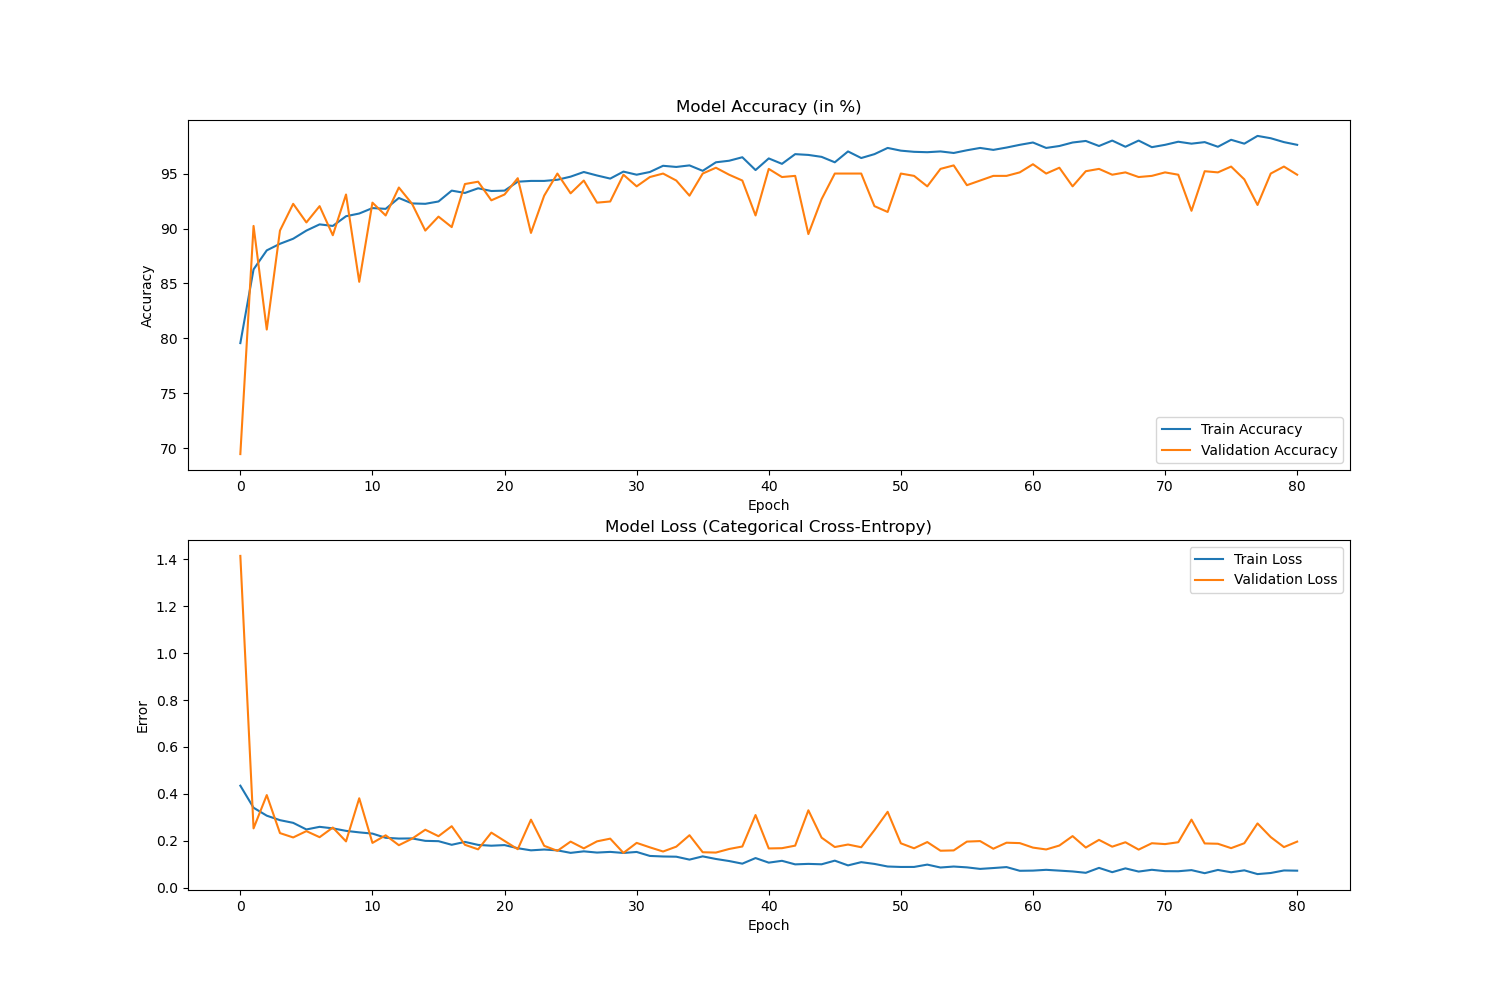 Model Accuracy (in %)
Accuracy
95
90
85
80
75
70
Train Accuracy
Validation Accuracy
0 10 20 30 40 50 60 70 80
Epoch
Model Loss (Categorical Cross-Entropy)
Error
1.4
1.2
1.0
0.8
0.6
0.4
0.2
0.0
Train Loss
Validation Loss
0 10 20 30 40 50 60 70 80
Epoch